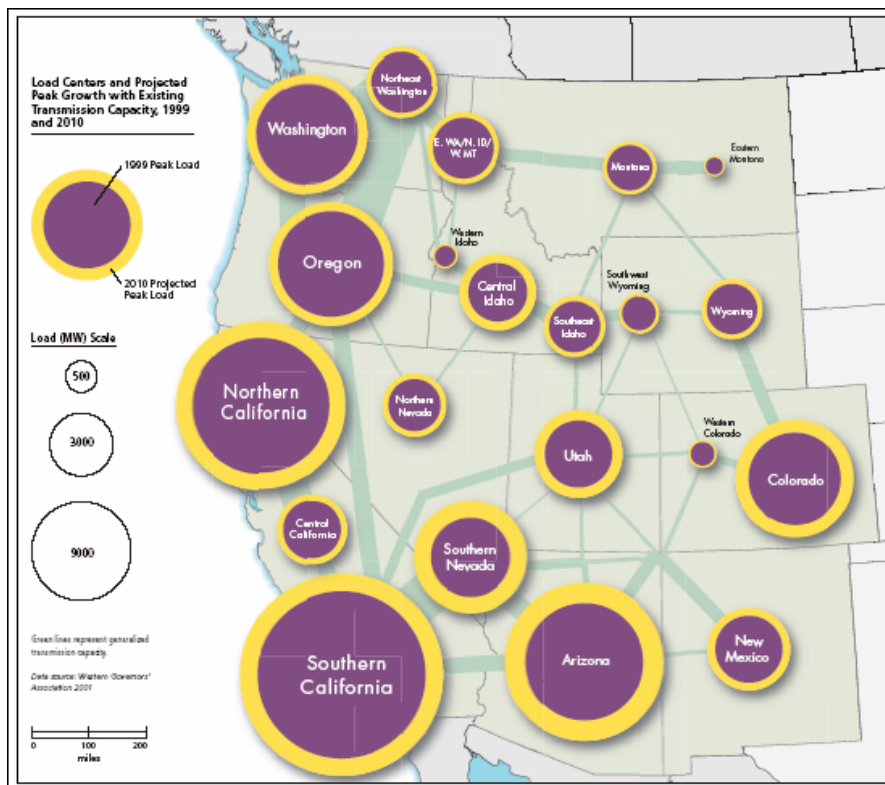 Load Centers and Projected
Peak Growth with Existing
Transmission Capacity, 1999
and 2010
1999 Peak Load
2010 Projected
Peak Load
Load (MW) Scale
500
3000
9000
Green lines represent generalized
transmission capacity.
Data source: Western Governors'
Association 2001
0 100 200
miles
Northeast
Washington
Washington
E. WA/N. ID/
W. MT
Montana
Eastern
Montana
Western
Idaho
Oregon
Central
Idaho
Southwest
Wyoming
Southeast
Idaho
Wyoming
Northern
California
Northern
Nevada
Western
Colorado
Utah
Colorado
Central
California
Southern
Nevada
Southern
California
Arizona
New
Mexico